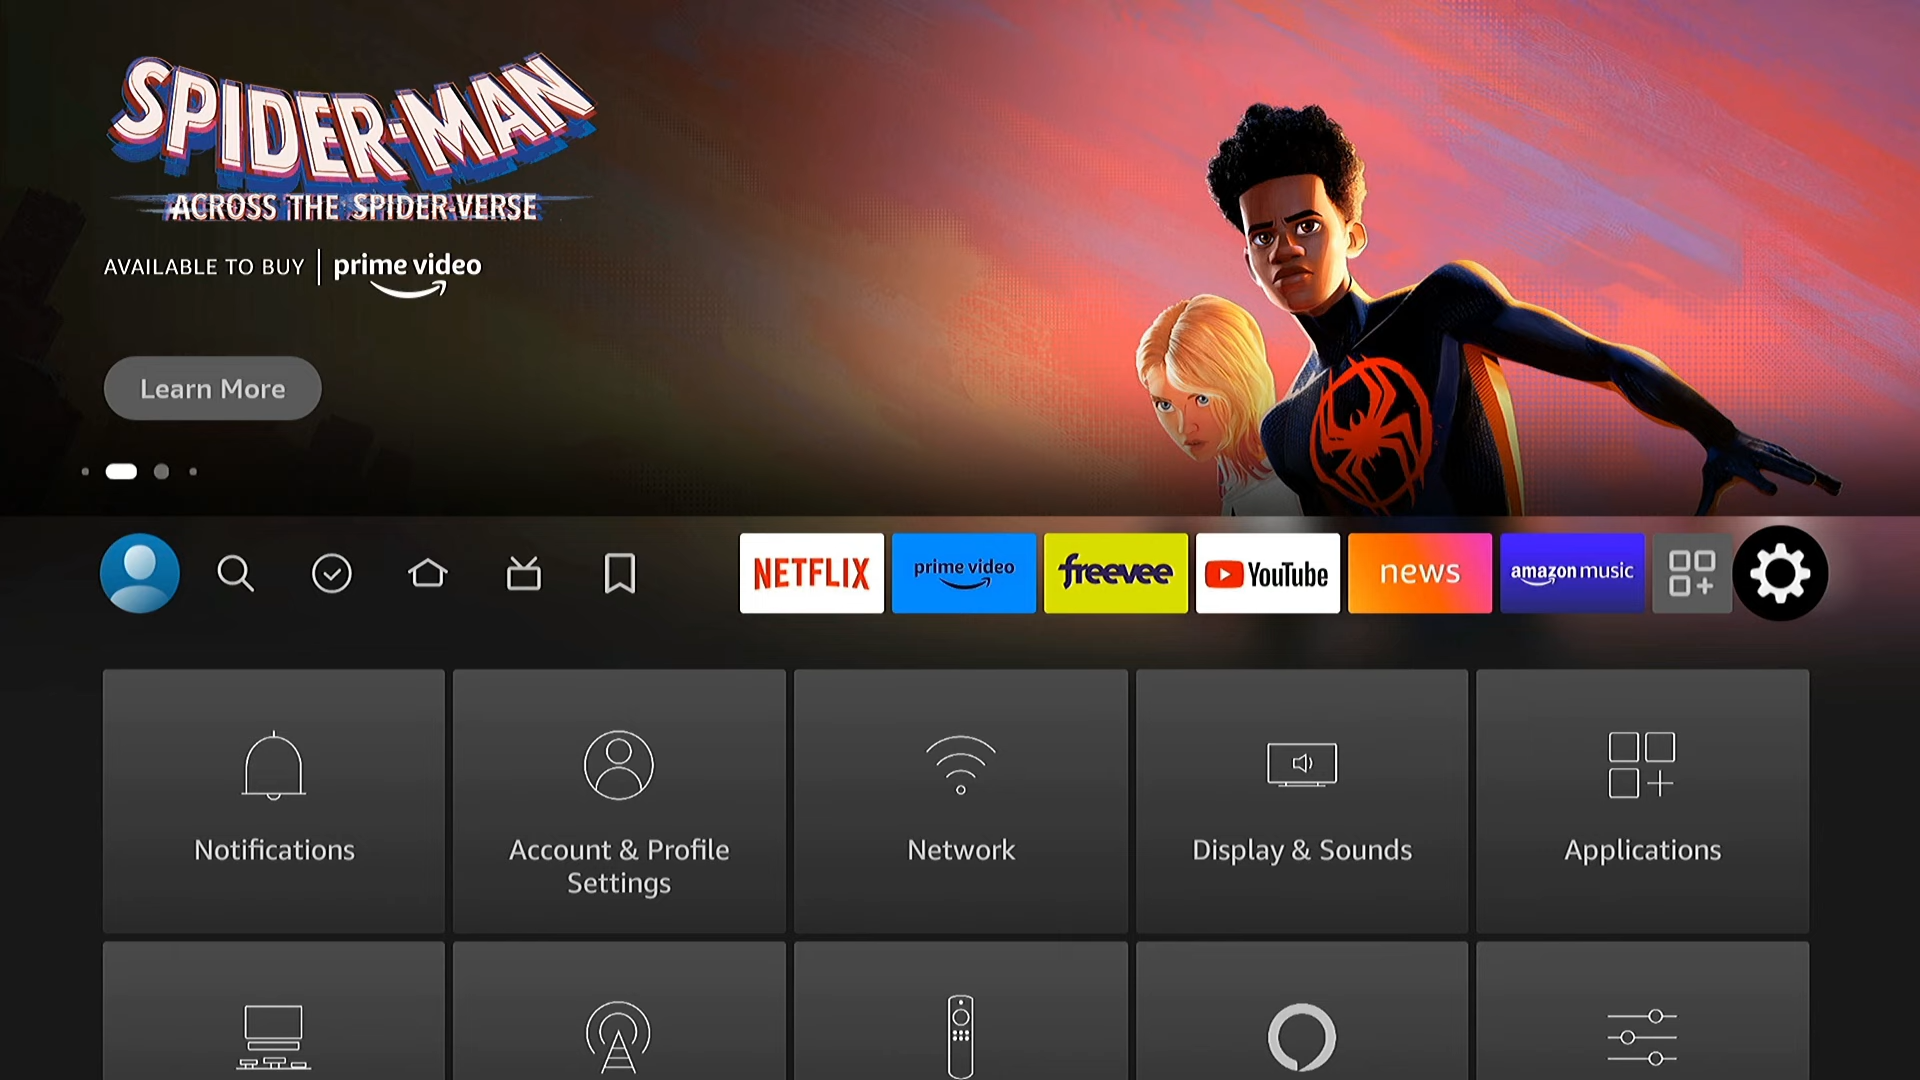 SPIDER-MAN
ACROSS THE SPIDER-VERSE
AVAILABLE TO BUY | prime video
Learn More
NETFLIX
prime video
freevee
YouTube
news
amazon music
Notifications
Account & Profile
Settings
Network
Display & Sounds
Applications